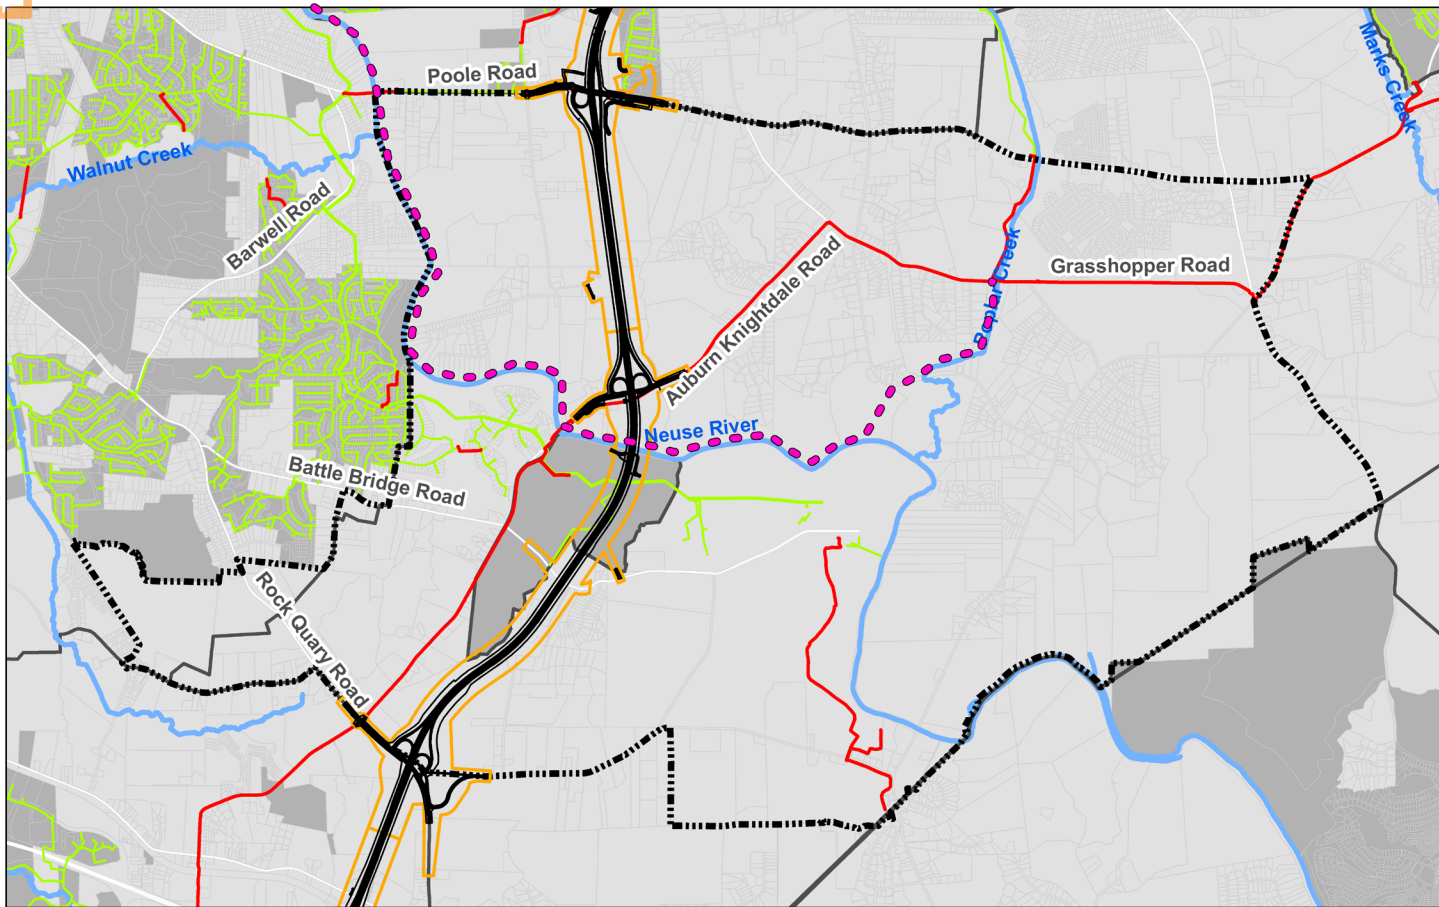 Marks Creek
Poole Road
Walnut Creek
Barwell Road
Poplar Creek
Grasshopper Road
Auburn Knightdale Road
Neuse River
Battle Bridge Road
Rock Quary Road